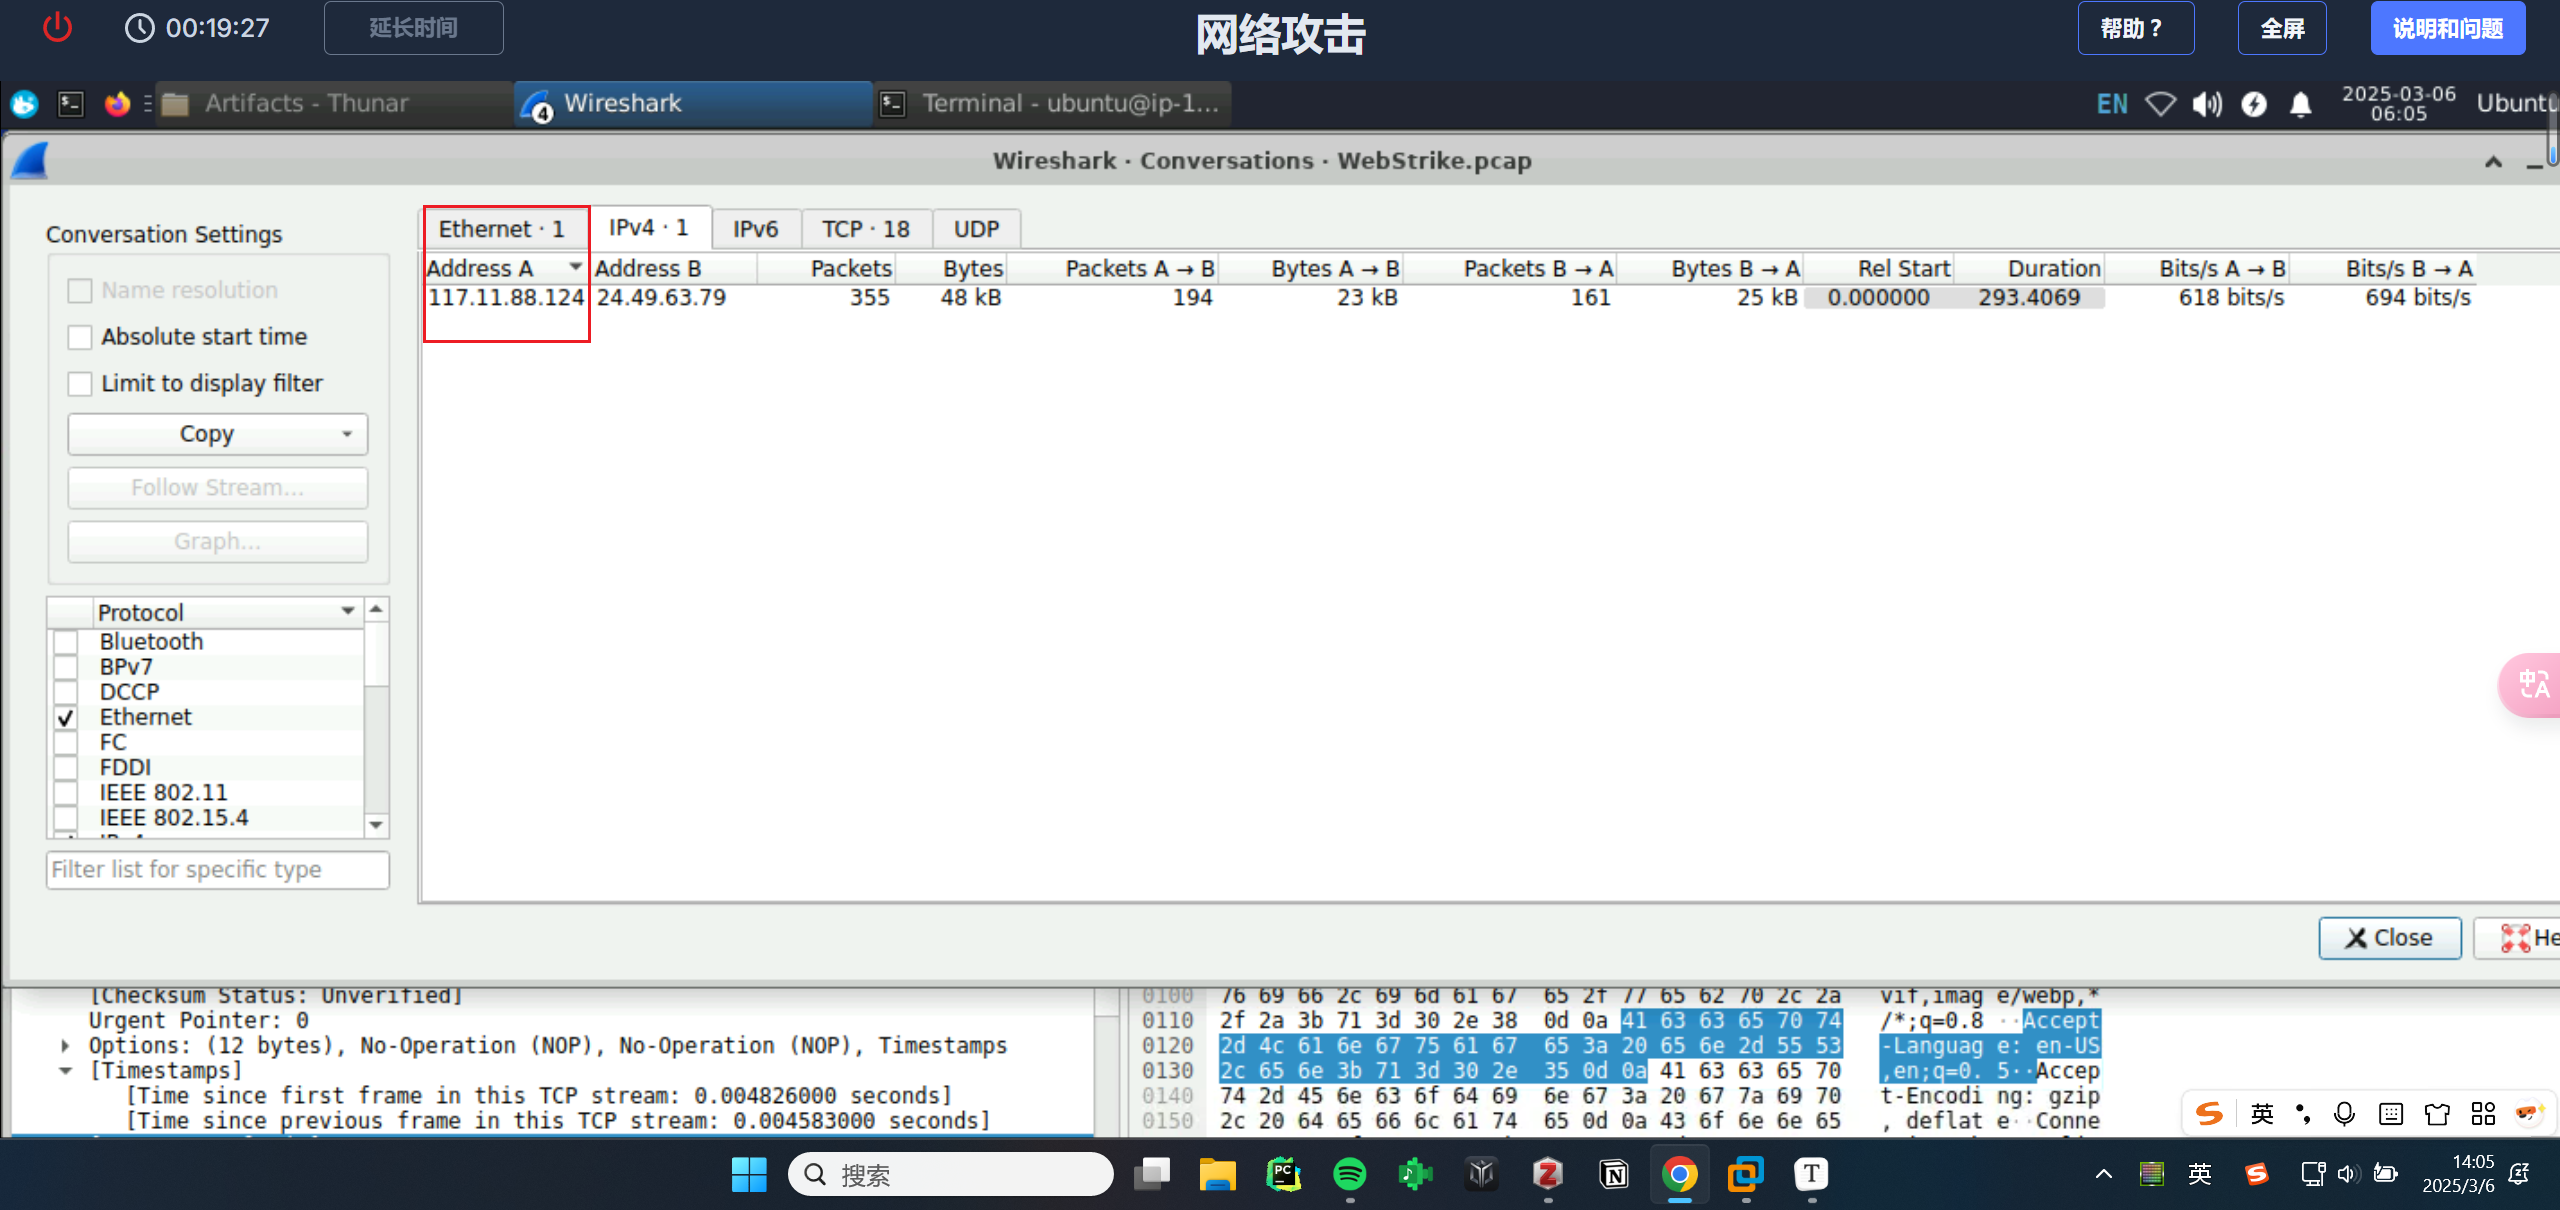 00:19:27
延长时间
网络攻击
帮助？
全屏
说明和问题
Artifacts - Thunar
4
Wireshark
Terminal - ubuntu@ip-1...
EN
2025-03-06
06:05
Ubuntu
Wireshark · Conversations · WebStrike.pcap
Conversation Settings
Name resolution
Absolute start time
Limit to display filter
Copy
Follow Stream...
Graph...
Protocol
Bluetooth
BPv7
DCCP
Ethernet
FC
FDDI
IEEE 802.11
IEEE 802.15.4
Filter list for specific type
Ethernet · 1 IPv4 · 1 IPv6 TCP · 18 UDP
Address A Address B Packets Bytes Packets A → B Bytes A → B Packets B → A Bytes B → A Rel Start Duration Bits/s A → B Bits/s B → A
117.11.88.124 24.49.63.79 355 48 kB 194 23 kB 161 25 kB 0.000000 293.4069 618 bits/s 694 bits/s
中A
Close
He
[Checksum Status: Unverified]
Urgent Pointer: 0
Options: (12 bytes), No-Operation (NOP), No-Operation (NOP), Timestamps
[Timestamps]
[Time since first frame in this TCP stream: 0.004826000 seconds]
[Time since previous frame in this TCP stream: 0.004583000 seconds]
0100 76 69 66 2c 69 6d 61 67 65 2f 77 65 62 70 2c 2a vif,imag e/webp,*
0110 2f 2a 3b 71 3d 30 2e 38 0d 0a 41 63 63 65 70 74 /*;q=0.8 ··Accept
0120 2d 4c 61 6e 67 75 61 67 65 3a 20 65 6e 2d 55 53 -Languag e: en-US
0130 2c 65 6e 3b 71 3d 30 2e 35 0d 0a 41 63 63 65 70 ,en;q=0. 5··Accep
0140 74 2d 45 6e 63 6f 64 69 6e 67 3a 20 67 7a 69 70 t-Encodi ng: gzip
0150 2c 20 64 65 66 6c 61 74 65 0d 0a 43 6f 6e 6e 65 , deflat e··Conne
英
搜索
英
14:05
2025/3/6